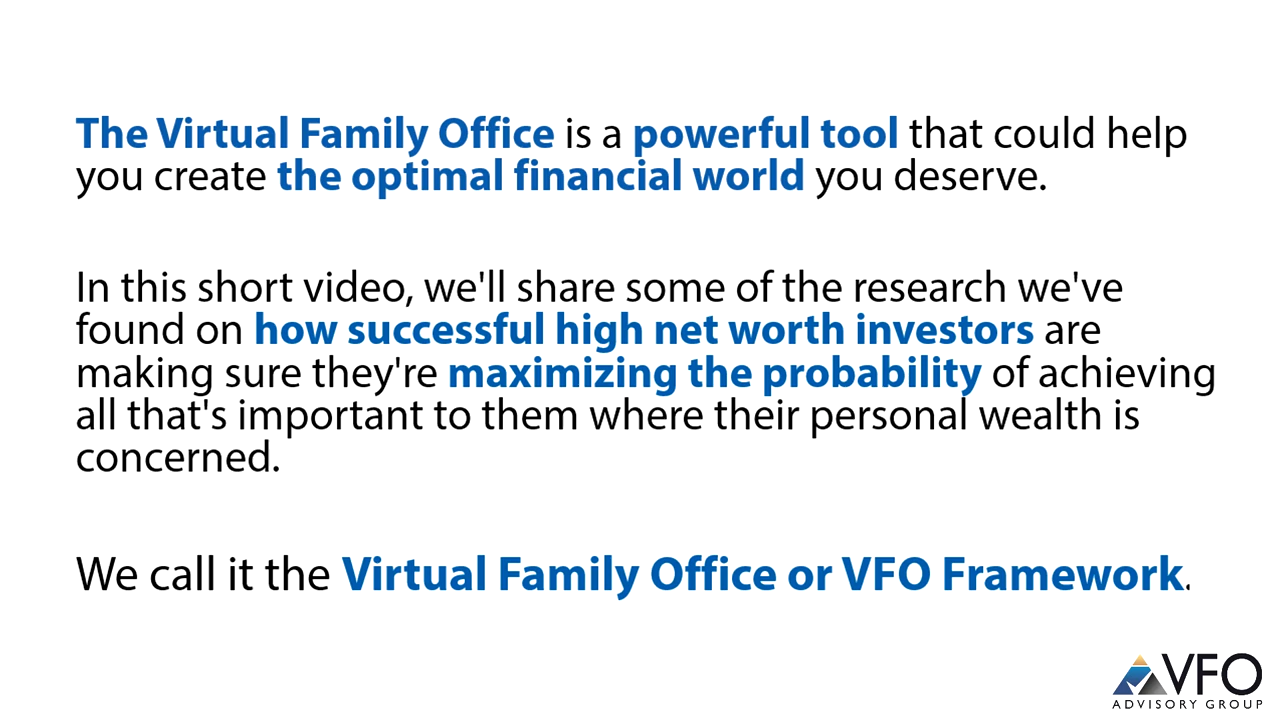 The Virtual Family Office is a powerful tool that could help
you create the optimal financial world you deserve.
In this short video, we'll share some of the research we've
found on how successful high net worth investors are
making sure they're maximizing the probability of achieving
all that's important to them where their personal wealth is
concerned.
We call it the Virtual Family Office or VFO Framework.
VFO
ADVISORY GROUP